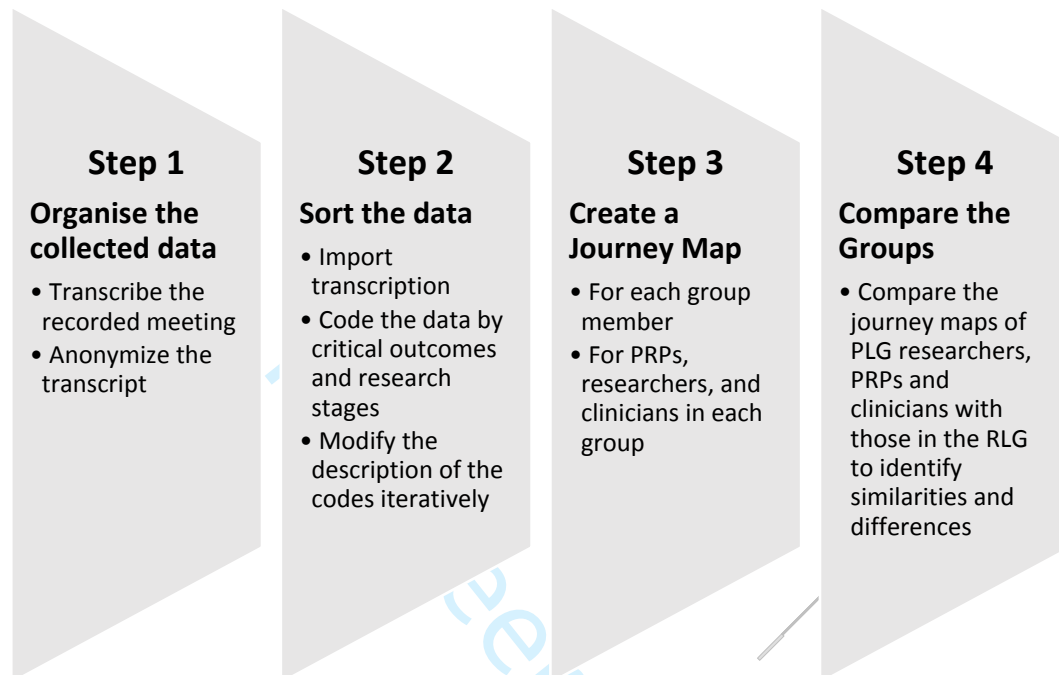 Step 1
Organise the
collected data
• Transcribe the
recorded meeting
• Anonymize the
transcript
Step 2
Sort the data
• Import
transcription
• Code the data by
critical outcomes
and research
stages
• Modify the
description of the
codes iteratively
Step 3
Create a
Journey Map
• For each group
member
• For PRPs,
researchers, and
clinicians in each
group
Step 4
Compare the
Groups
• Compare the
journey maps of
PLG researchers,
PRPs and
clinicians with
those in the RLG
to identify
similarities and
differences